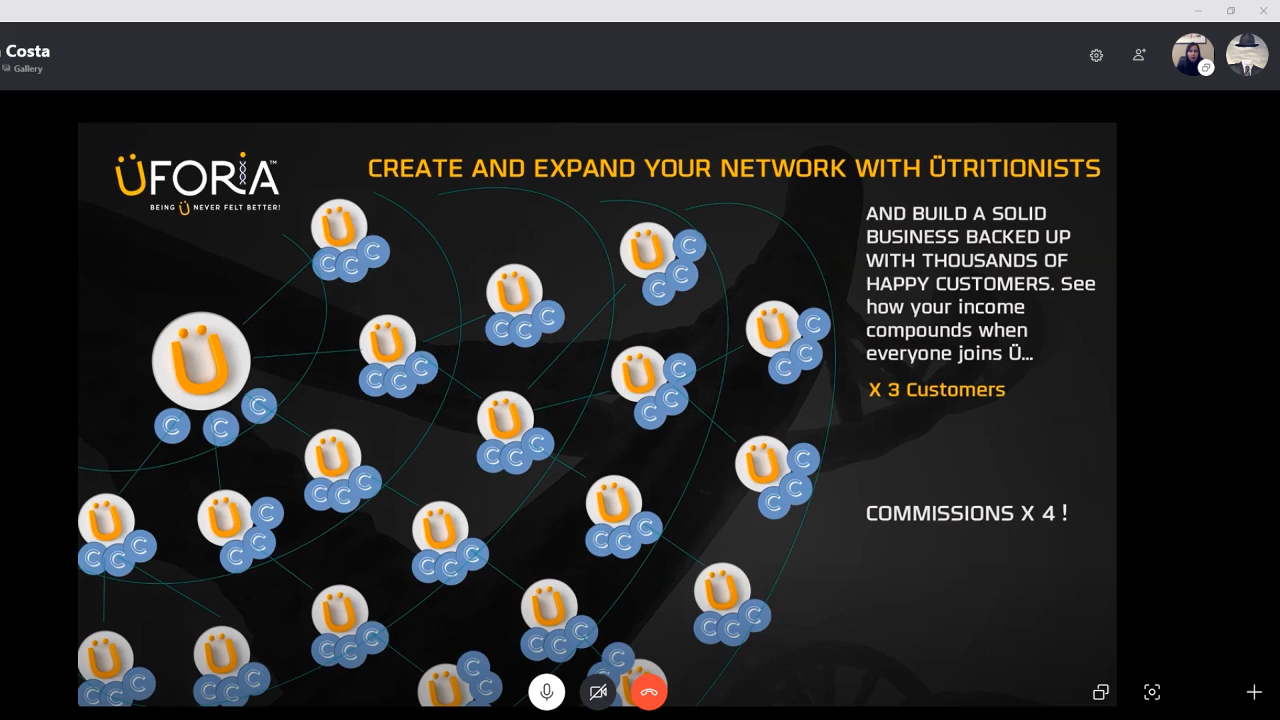 Costa
Gallery
ÜFORIA™
BEING Ü NEVER FELT BETTER!
CREATE AND EXPAND YOUR NETWORK WITH ÜTRITIONISTS
AND BUILD A SOLID
BUSINESS BACKED UP
WITH THOUSANDS OF
HAPPY CUSTOMERS. See
how your income
compounds when
everyone joins Ü...
X 3 Customers
COMMISSIONS X 4 !